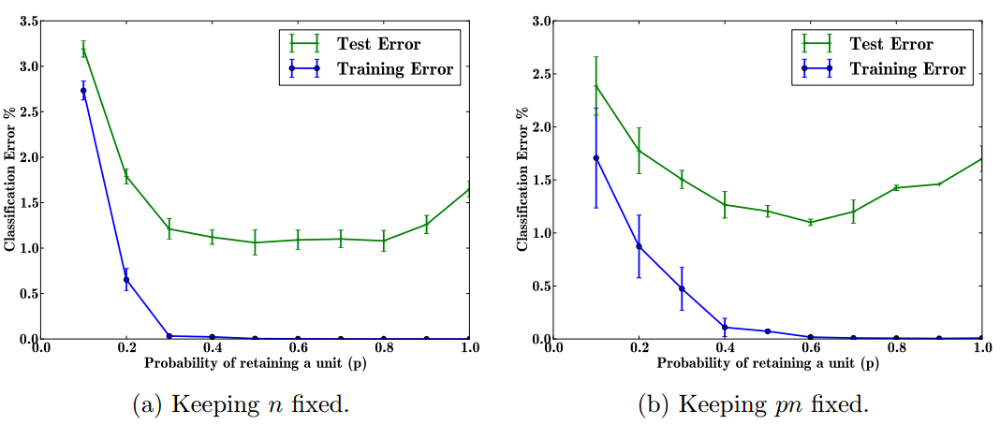 3.5
3.0
2.5
2.0
1.5
1.0
0.5
0.0
Classification Error %
0.0 0.2 0.4 0.6 0.8 1.0
Probability of retaining a unit (p)
Test Error
Training Error
(a) Keeping n fixed.
3.0
2.5
2.0
1.5
1.0
0.5
0.0
Classification Error %
0.0 0.2 0.4 0.6 0.8 1.0
Probability of retaining a unit (p)
Test Error
Training Error
(b) Keeping pn fixed.